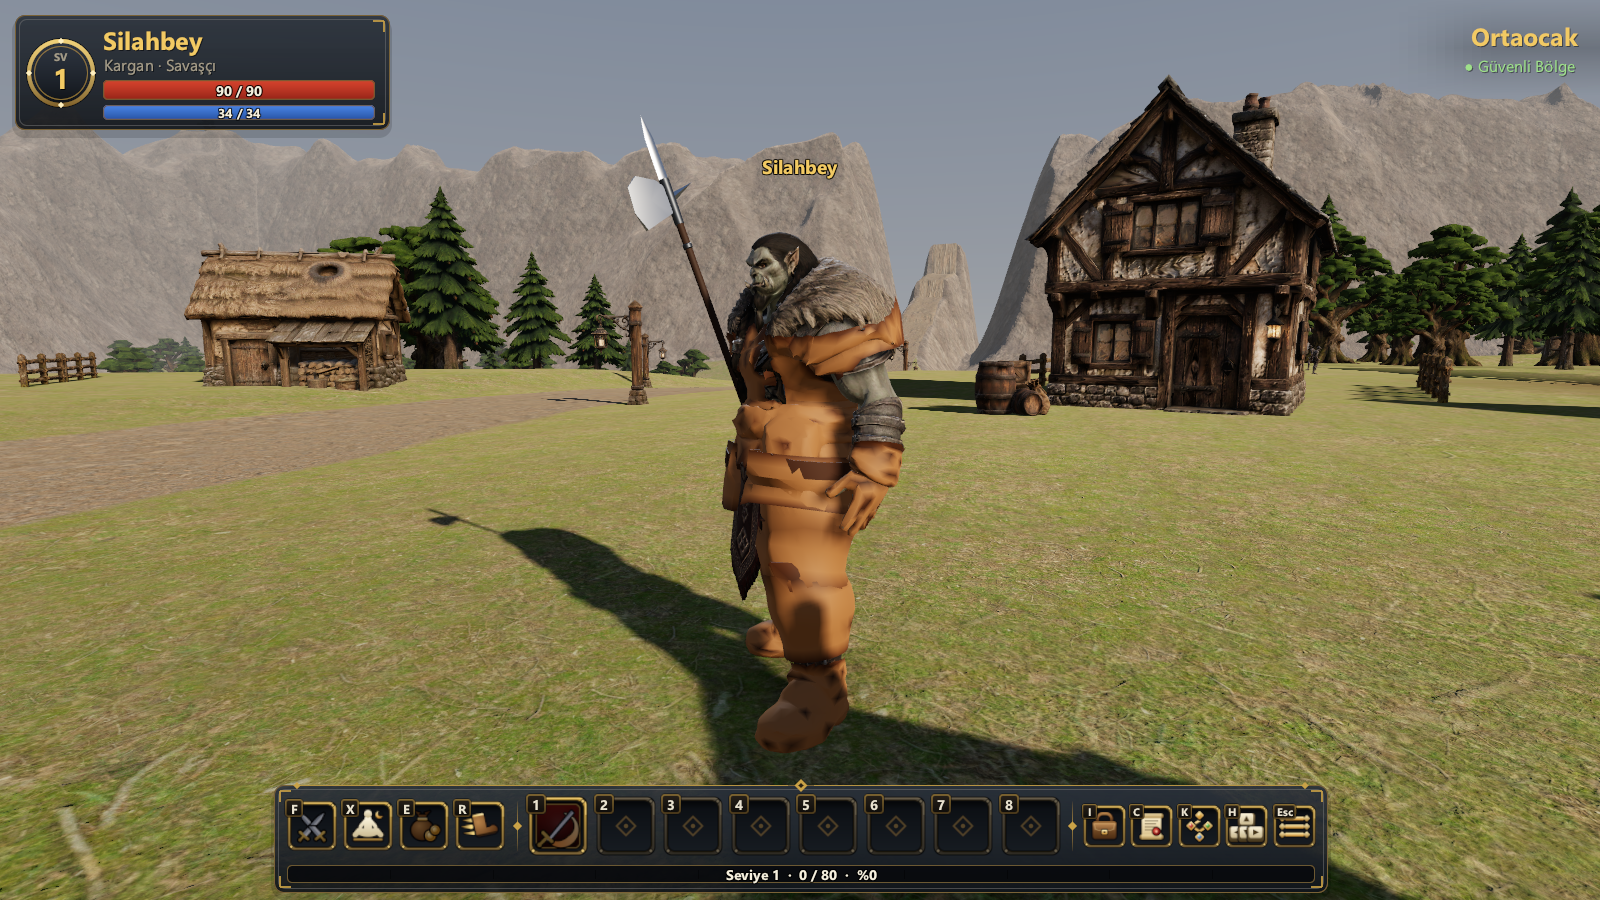 SV
1
Silahbey
Kargan · Savaşçı
90 / 90
34 / 34
Ortaocak
Güvenli Bölge
Silahbey
F X E R 1 2 3 4 5 6 7 8 I C K H Esc
Seviye 1 · 0 / 80 · %0